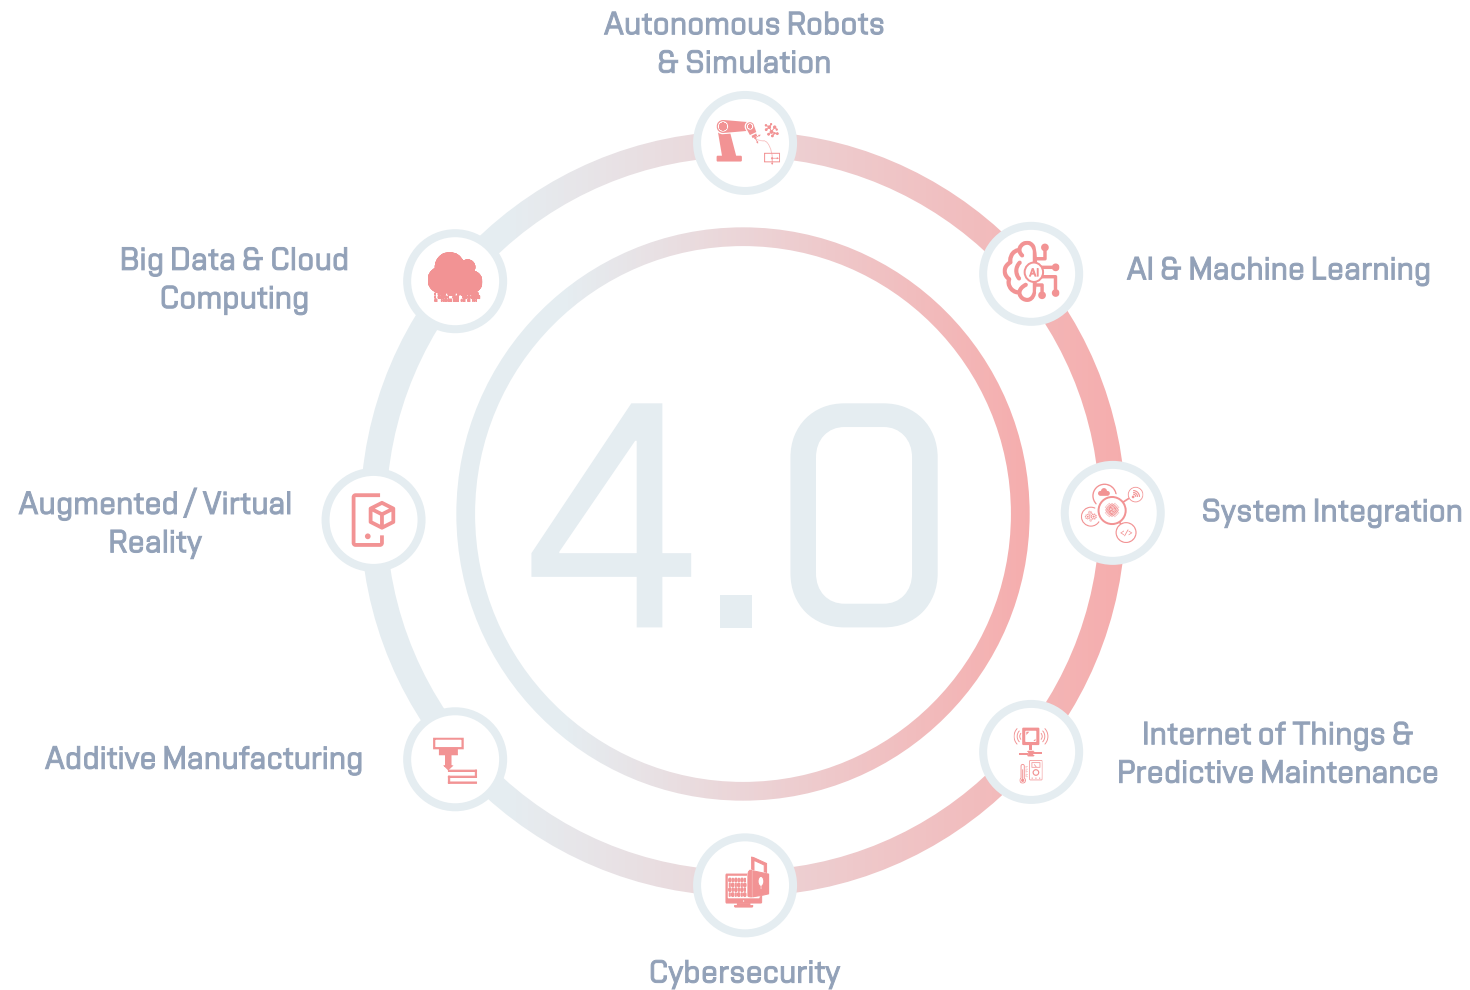 Autonomous Robots
& Simulation
Big Data & Cloud
Computing
AI
AI & Machine Learning
4.0
Augmented / Virtual
Reality
System Integration
</>
Additive Manufacturing
Internet of Things &
Predictive Maintenance
Cybersecurity